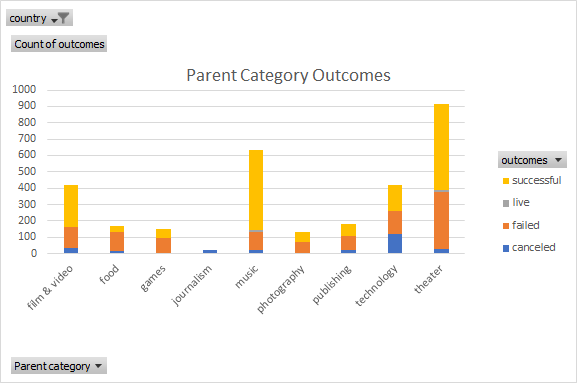 country
Count of outcomes
Parent Category Outcomes
1000
900
800
700
600
500
400
300
200
100
0
film & video
food
games
journalism
music
photography
publishing
technology
theater
outcomes
successful
live
failed
canceled
Parent category